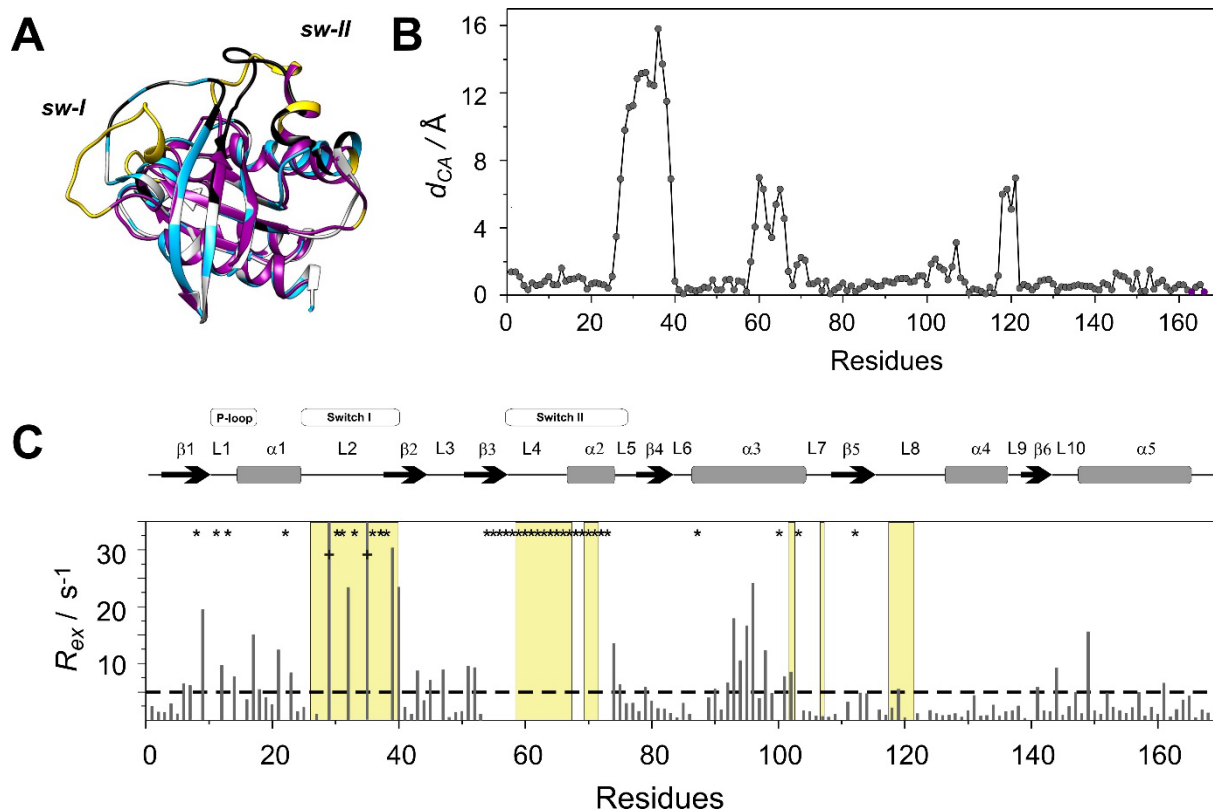 A
sw-II
sw-I
B
16
12
8
4
0
d_CA / Å
0 20 40 60 80 100 120 140 160
Residues
C
P-loop Switch I Switch II
β1 L1 α1 L2 β2 L3 β3 L4 α2 L5 β4 L6 α3 L7 β5 L8 α4 L9 β6 L10 α5
* * * * ** * *** ******************** * * * *
+ +
30
20
10
R_ex / s⁻¹
0 20 40 60 80 100 120 140 160
Residues